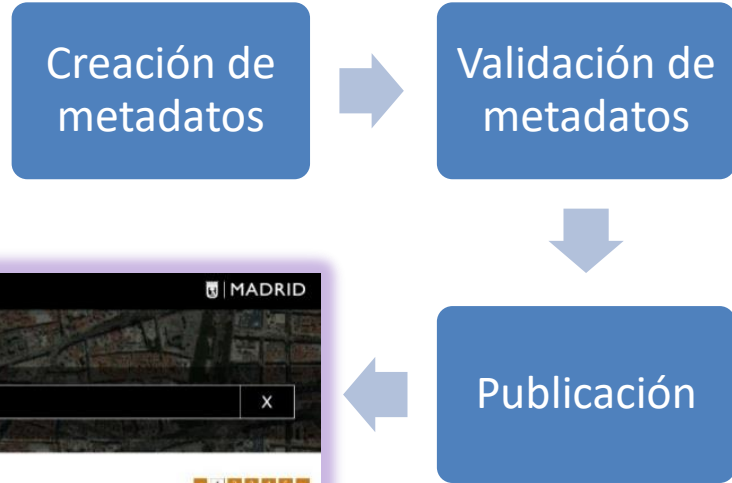 Creación de
metadatos
Validación de
metadatos
MADRID
X
Publicación